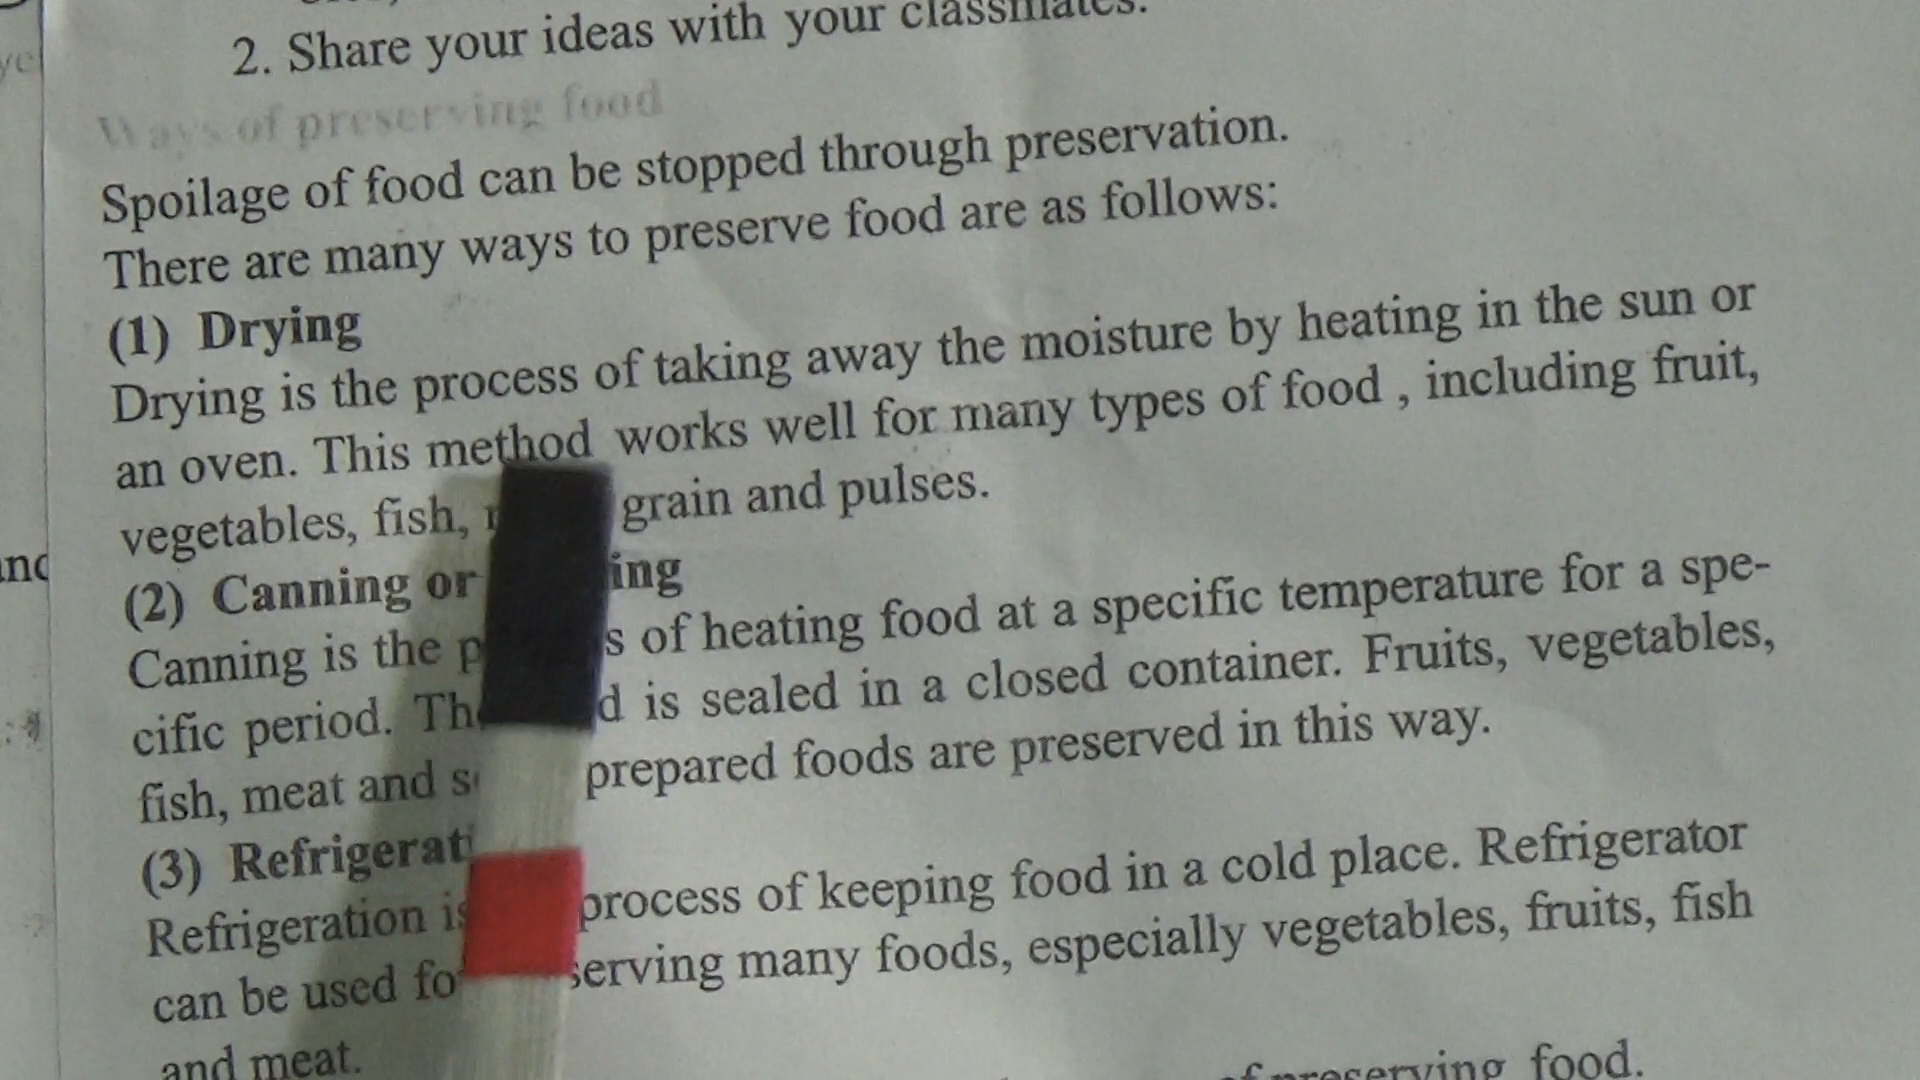 2. Share your ideas with your classmates.
Ways of preserving food
Spoilage of food can be stopped through preservation.
There are many ways to preserve food are as follows:
(1) Drying
Drying is the process of taking away the moisture by heating in the sun or
an oven. This method works well for many types of food , including fruit,
vegetables, fish, grain and pulses.
(2) Canning or ing
Canning is the p s of heating food at a specific temperature for a spe-
cific period. Th d is sealed in a closed container. Fruits, vegetables,
fish, meat and s prepared foods are preserved in this way.
(3) Refrigerati
Refrigeration is process of keeping food in a cold place. Refrigerator
can be used fo serving many foods, especially vegetables, fruits, fish
and meat.
of preserving food.